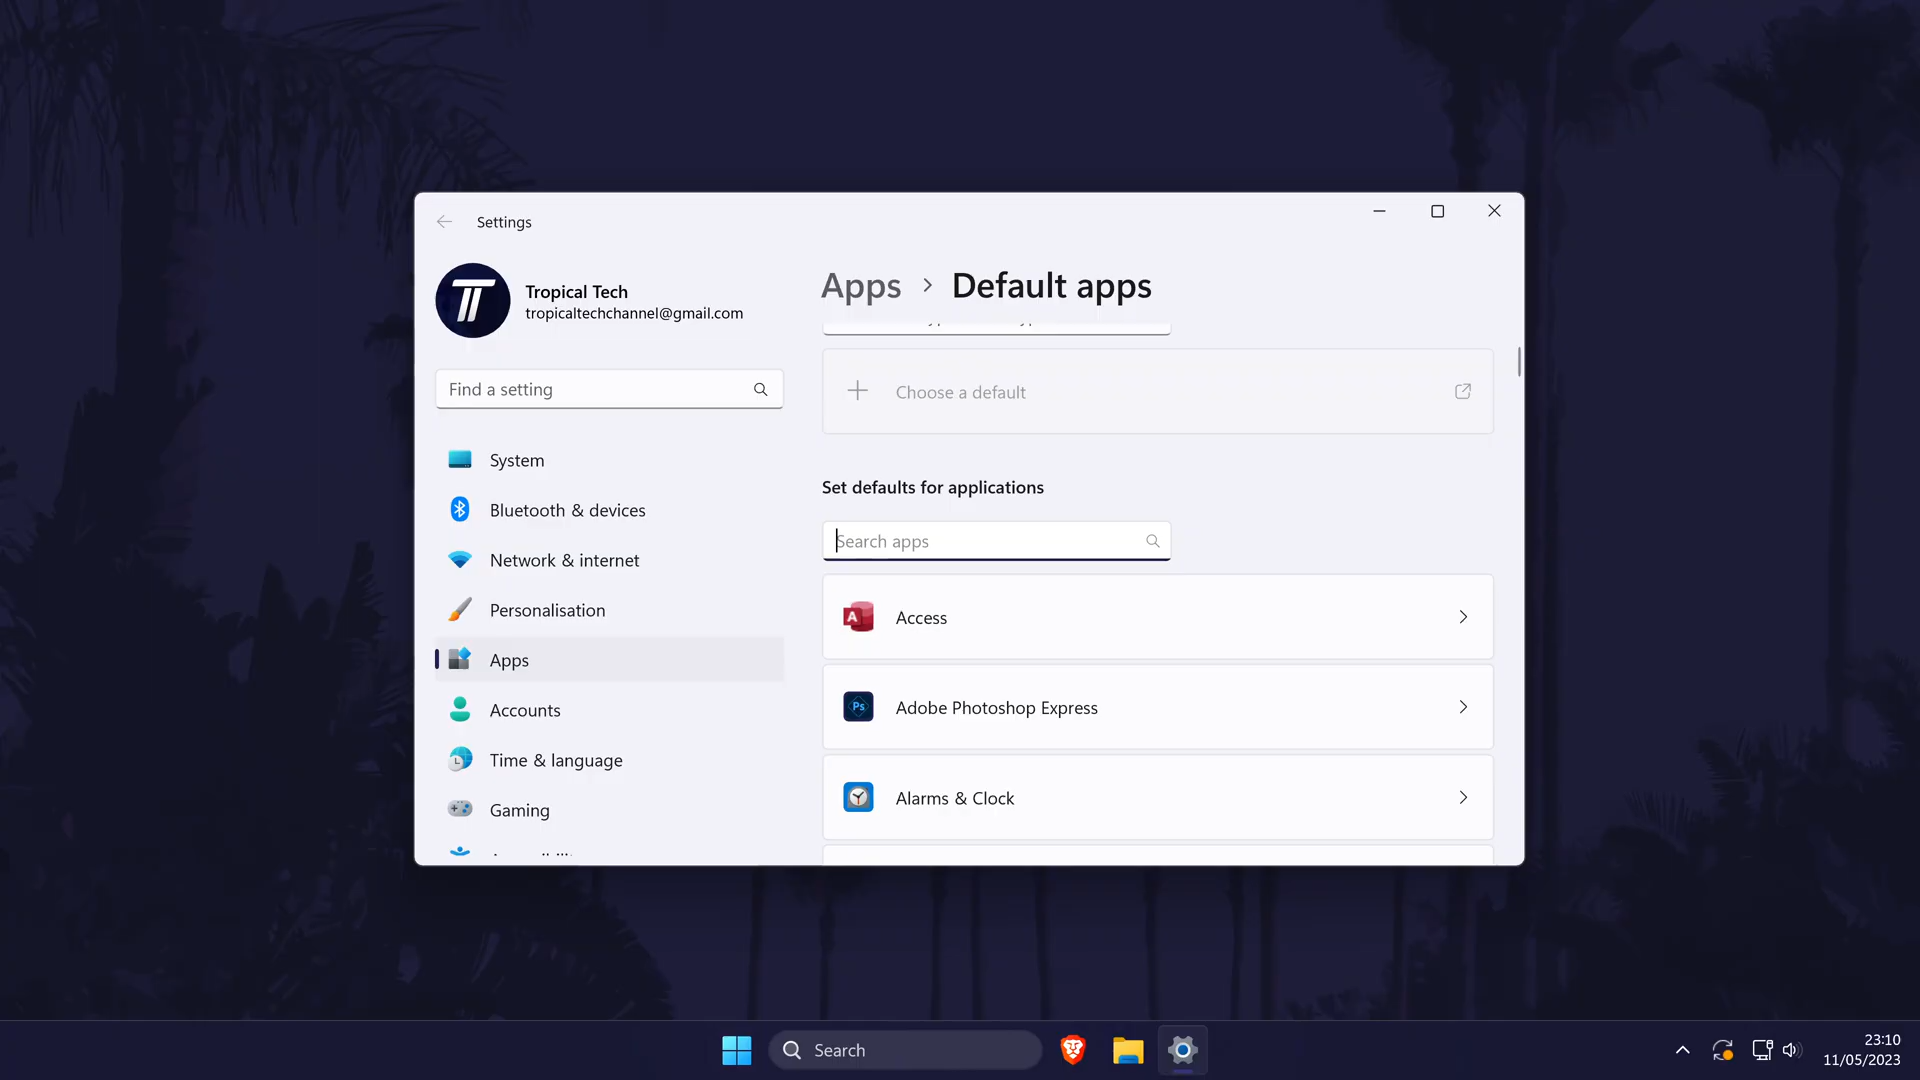 Settings
Tropical Tech
tropicaltechchannel@gmail.com
Find a setting
System
Bluetooth & devices
Network & internet
Personalisation
Apps
Accounts
Time & language
Gaming
Apps > Default apps
Choose a default
Set defaults for applications
Search apps
Access
Adobe Photoshop Express
Alarms & Clock
Search
23:10
11/05/2023